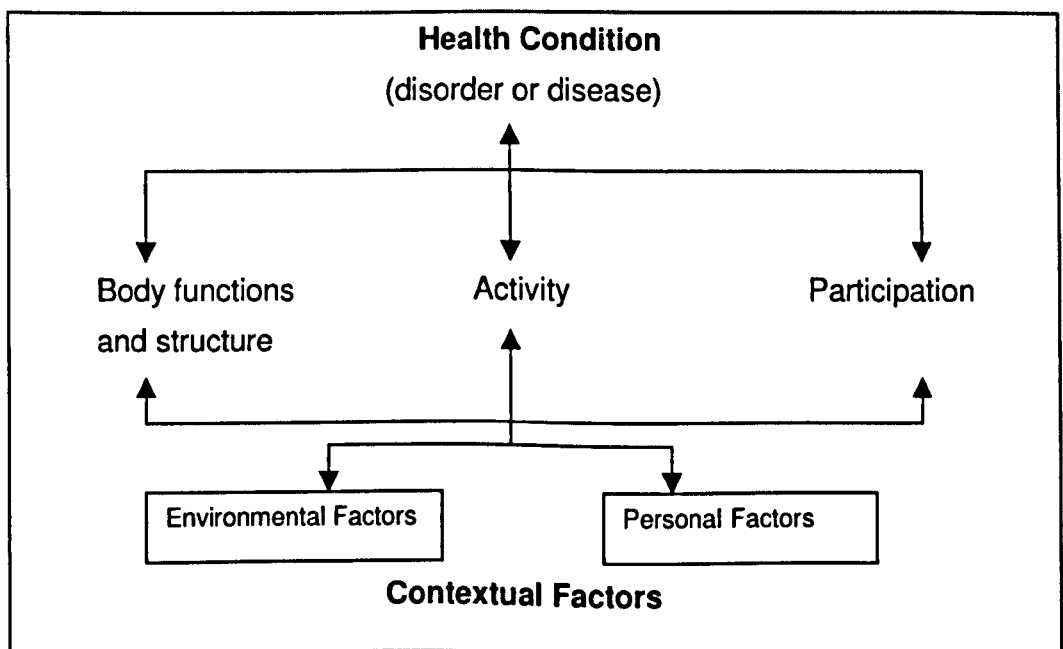 Health Condition
(disorder or disease)
Body functions Activity Participation
and structure
Environmental Factors Personal Factors
Contextual Factors